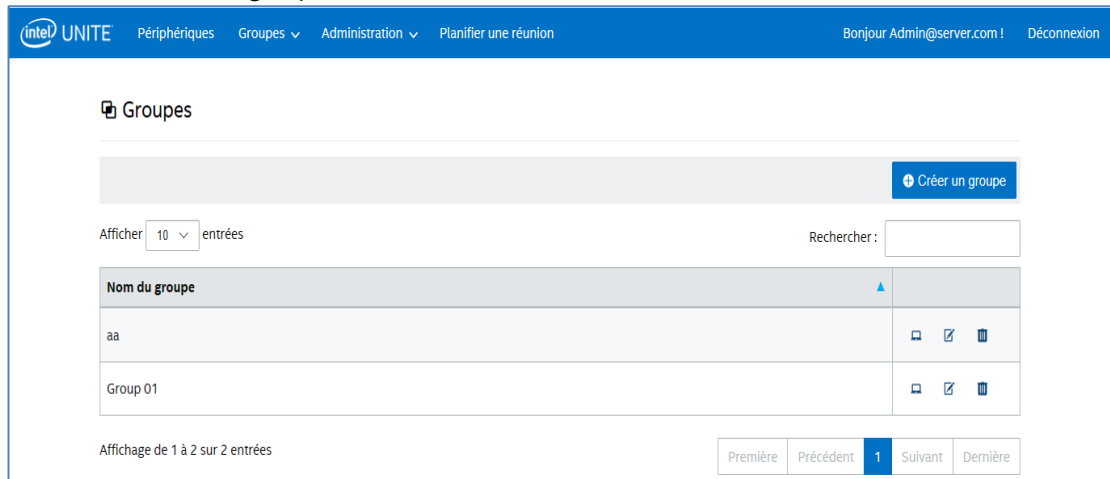 intel UNITE Périphériques Groupes Administration Planifier une réunion Bonjour Admin@server.com ! Déconnexion
Groupes
Créer un groupe
Afficher 10 entrées Rechercher :
Nom du groupe
aa
Group 01
Affichage de 1 à 2 sur 2 entrées Première Précédent 1 Suivant Dernière